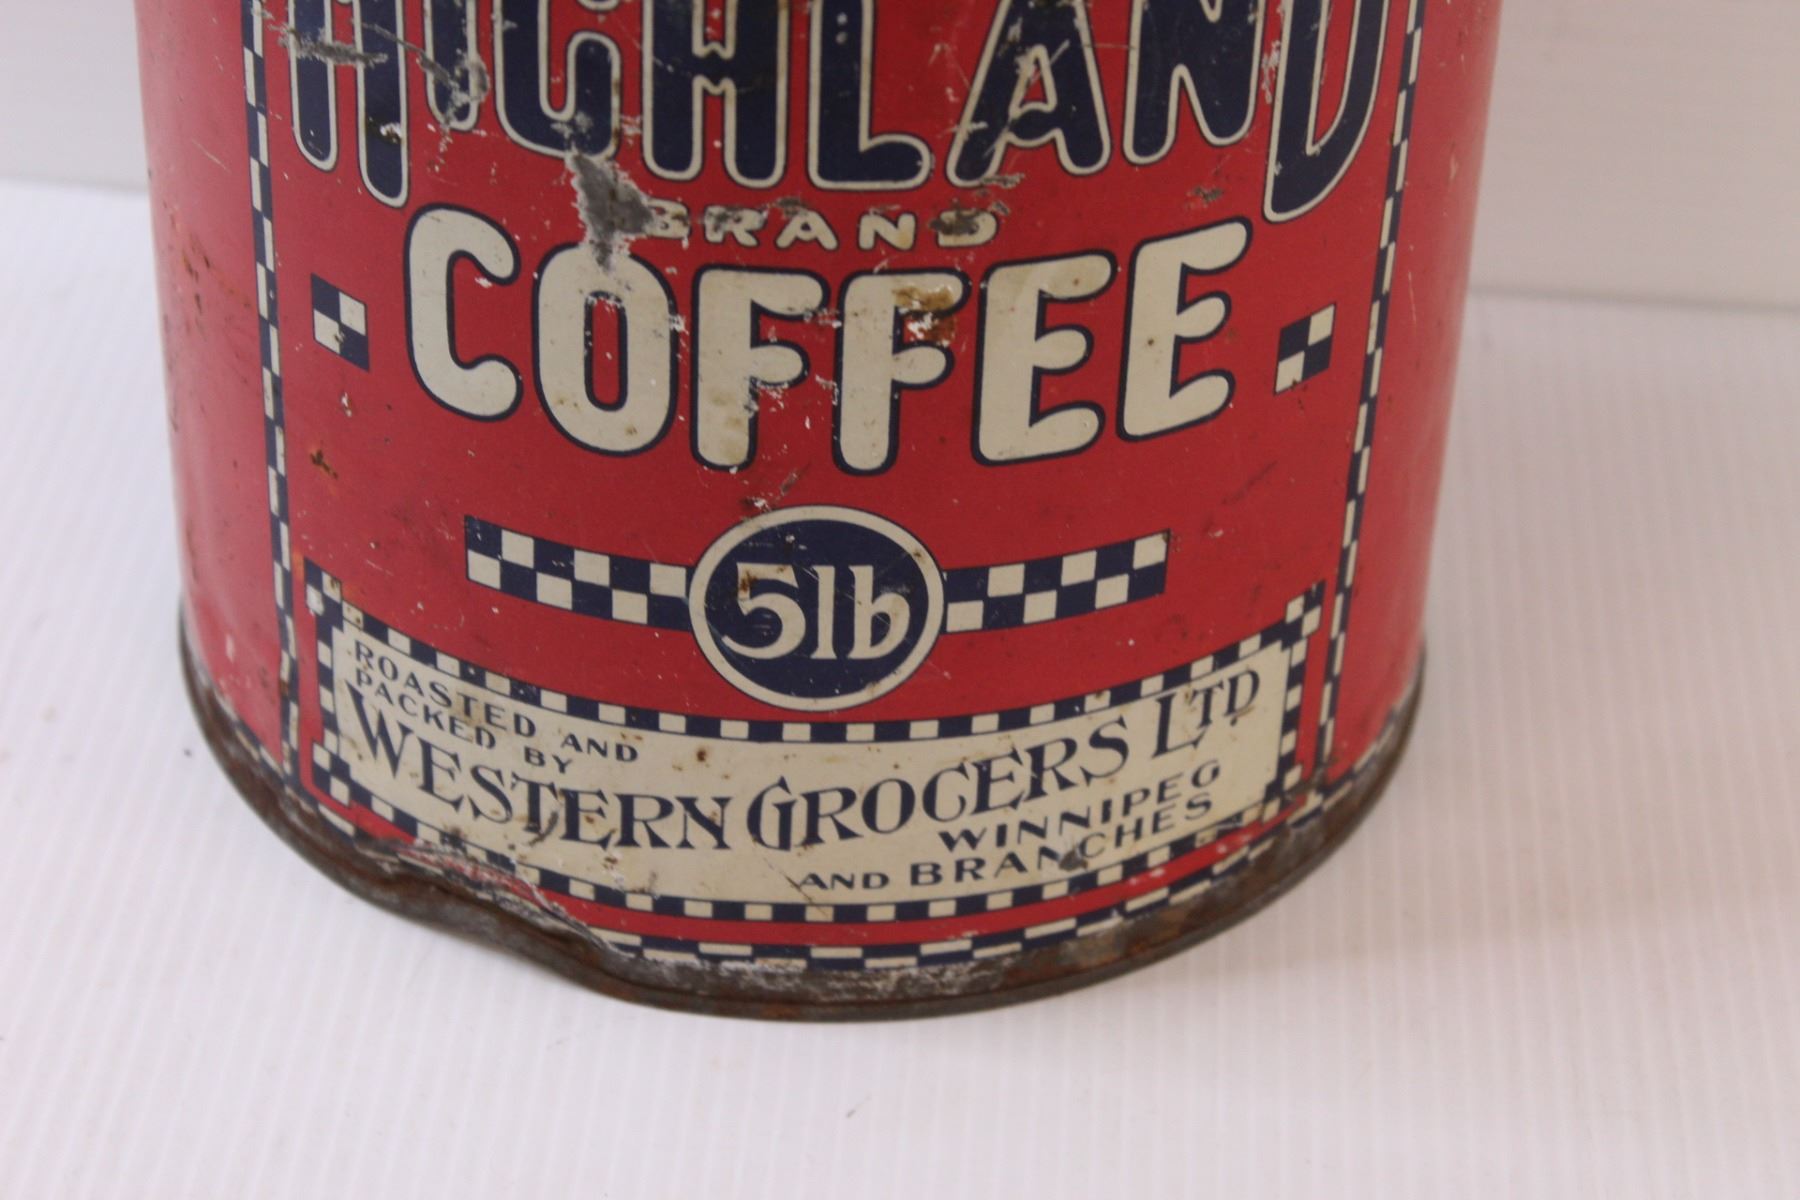 HIGHLAND
BRAND
COFFEE
5lb
ROASTED AND
PACKED BY
WESTERN GROCERS LTD
WINNIPEG
AND BRANCHES